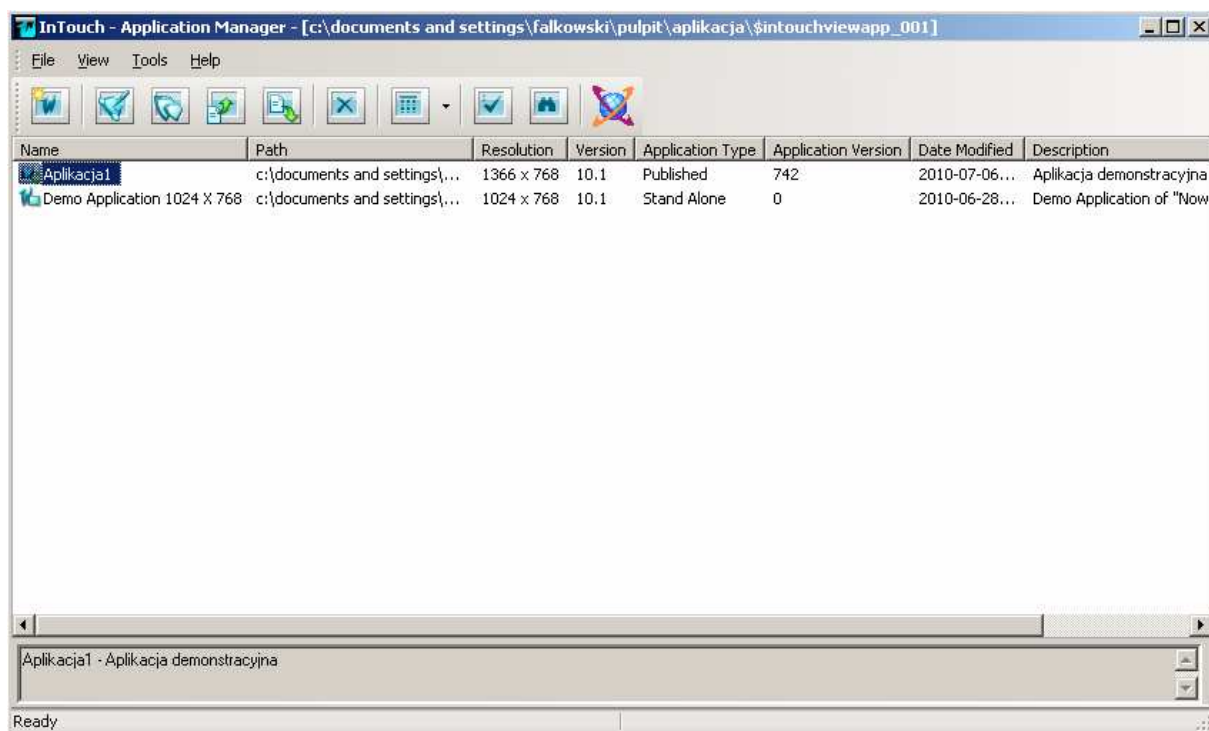 InTouch - Application Manager - [c:\documents and settings\falkowski\pulpit\aplikacja\$intouchviewapp_001]
File View Tools Help
Name Path Resolution Version Application Type Application Version Date Modified Description
Aplikacja1 c:\documents and settings\... 1366 x 768 10.1 Published 742 2010-07-06... Aplikacja demonstracyjna
Demo Application 1024 X 768 c:\documents and settings\... 1024 x 768 10.1 Stand Alone 0 2010-06-28... Demo Application of "Now
Aplikacja1 - Aplikacja demonstracyjna
Ready